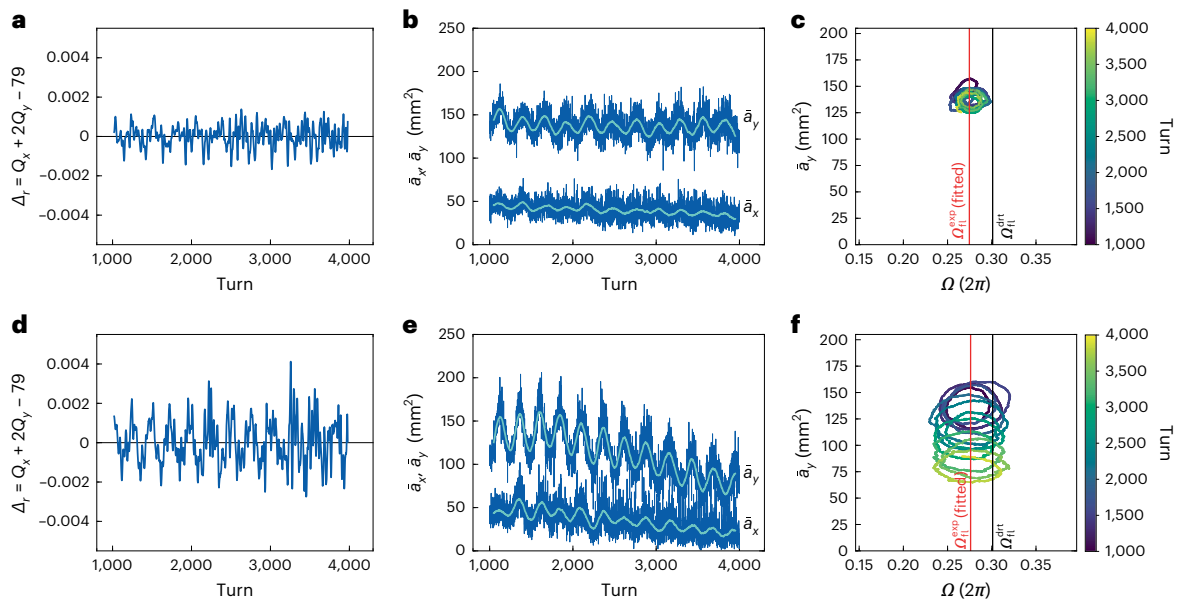 a
Δr = Qx + 2Qy − 79
0.004
0.002
0
−0.002
−0.004
1,000
2,000
3,000
4,000
Turn
b
āx, āy (mm²)
250
200
150
100
50
0
āy
āx
1,000
2,000
3,000
4,000
Turn
c
āy (mm²)
200
175
150
125
100
75
50
25
0
Ωfl^exp (fitted)
Ωfl^drt
0.15
0.20
0.25
0.30
0.35
Ω (2π)
4,000
3,500
3,000
2,500
2,000
1,500
1,000
Turn
d
Δr = Qx + 2Qy − 79
0.004
0.002
0
−0.002
−0.004
1,000
2,000
3,000
4,000
Turn
e
āx, āy (mm²)
250
200
150
100
50
0
āy
āx
1,000
2,000
3,000
4,000
Turn
f
āy (mm²)
200
175
150
125
100
75
50
25
0
Ωfl^exp (fitted)
Ωfl^drt
0.15
0.20
0.25
0.30
0.35
Ω (2π)
4,000
3,500
3,000
2,500
2,000
1,500
1,000
Turn